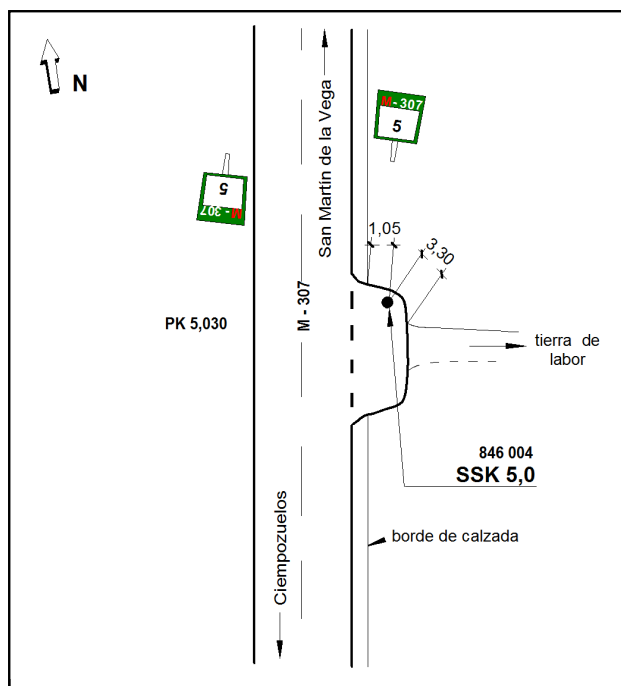 N
San Martín de la Vega
M - 307
5
5
M - 307
1,05
3,30
M - 307
PK 5,030
tierra de
labor
846 004
SSK 5,0
borde de calzada
Ciempozuelos